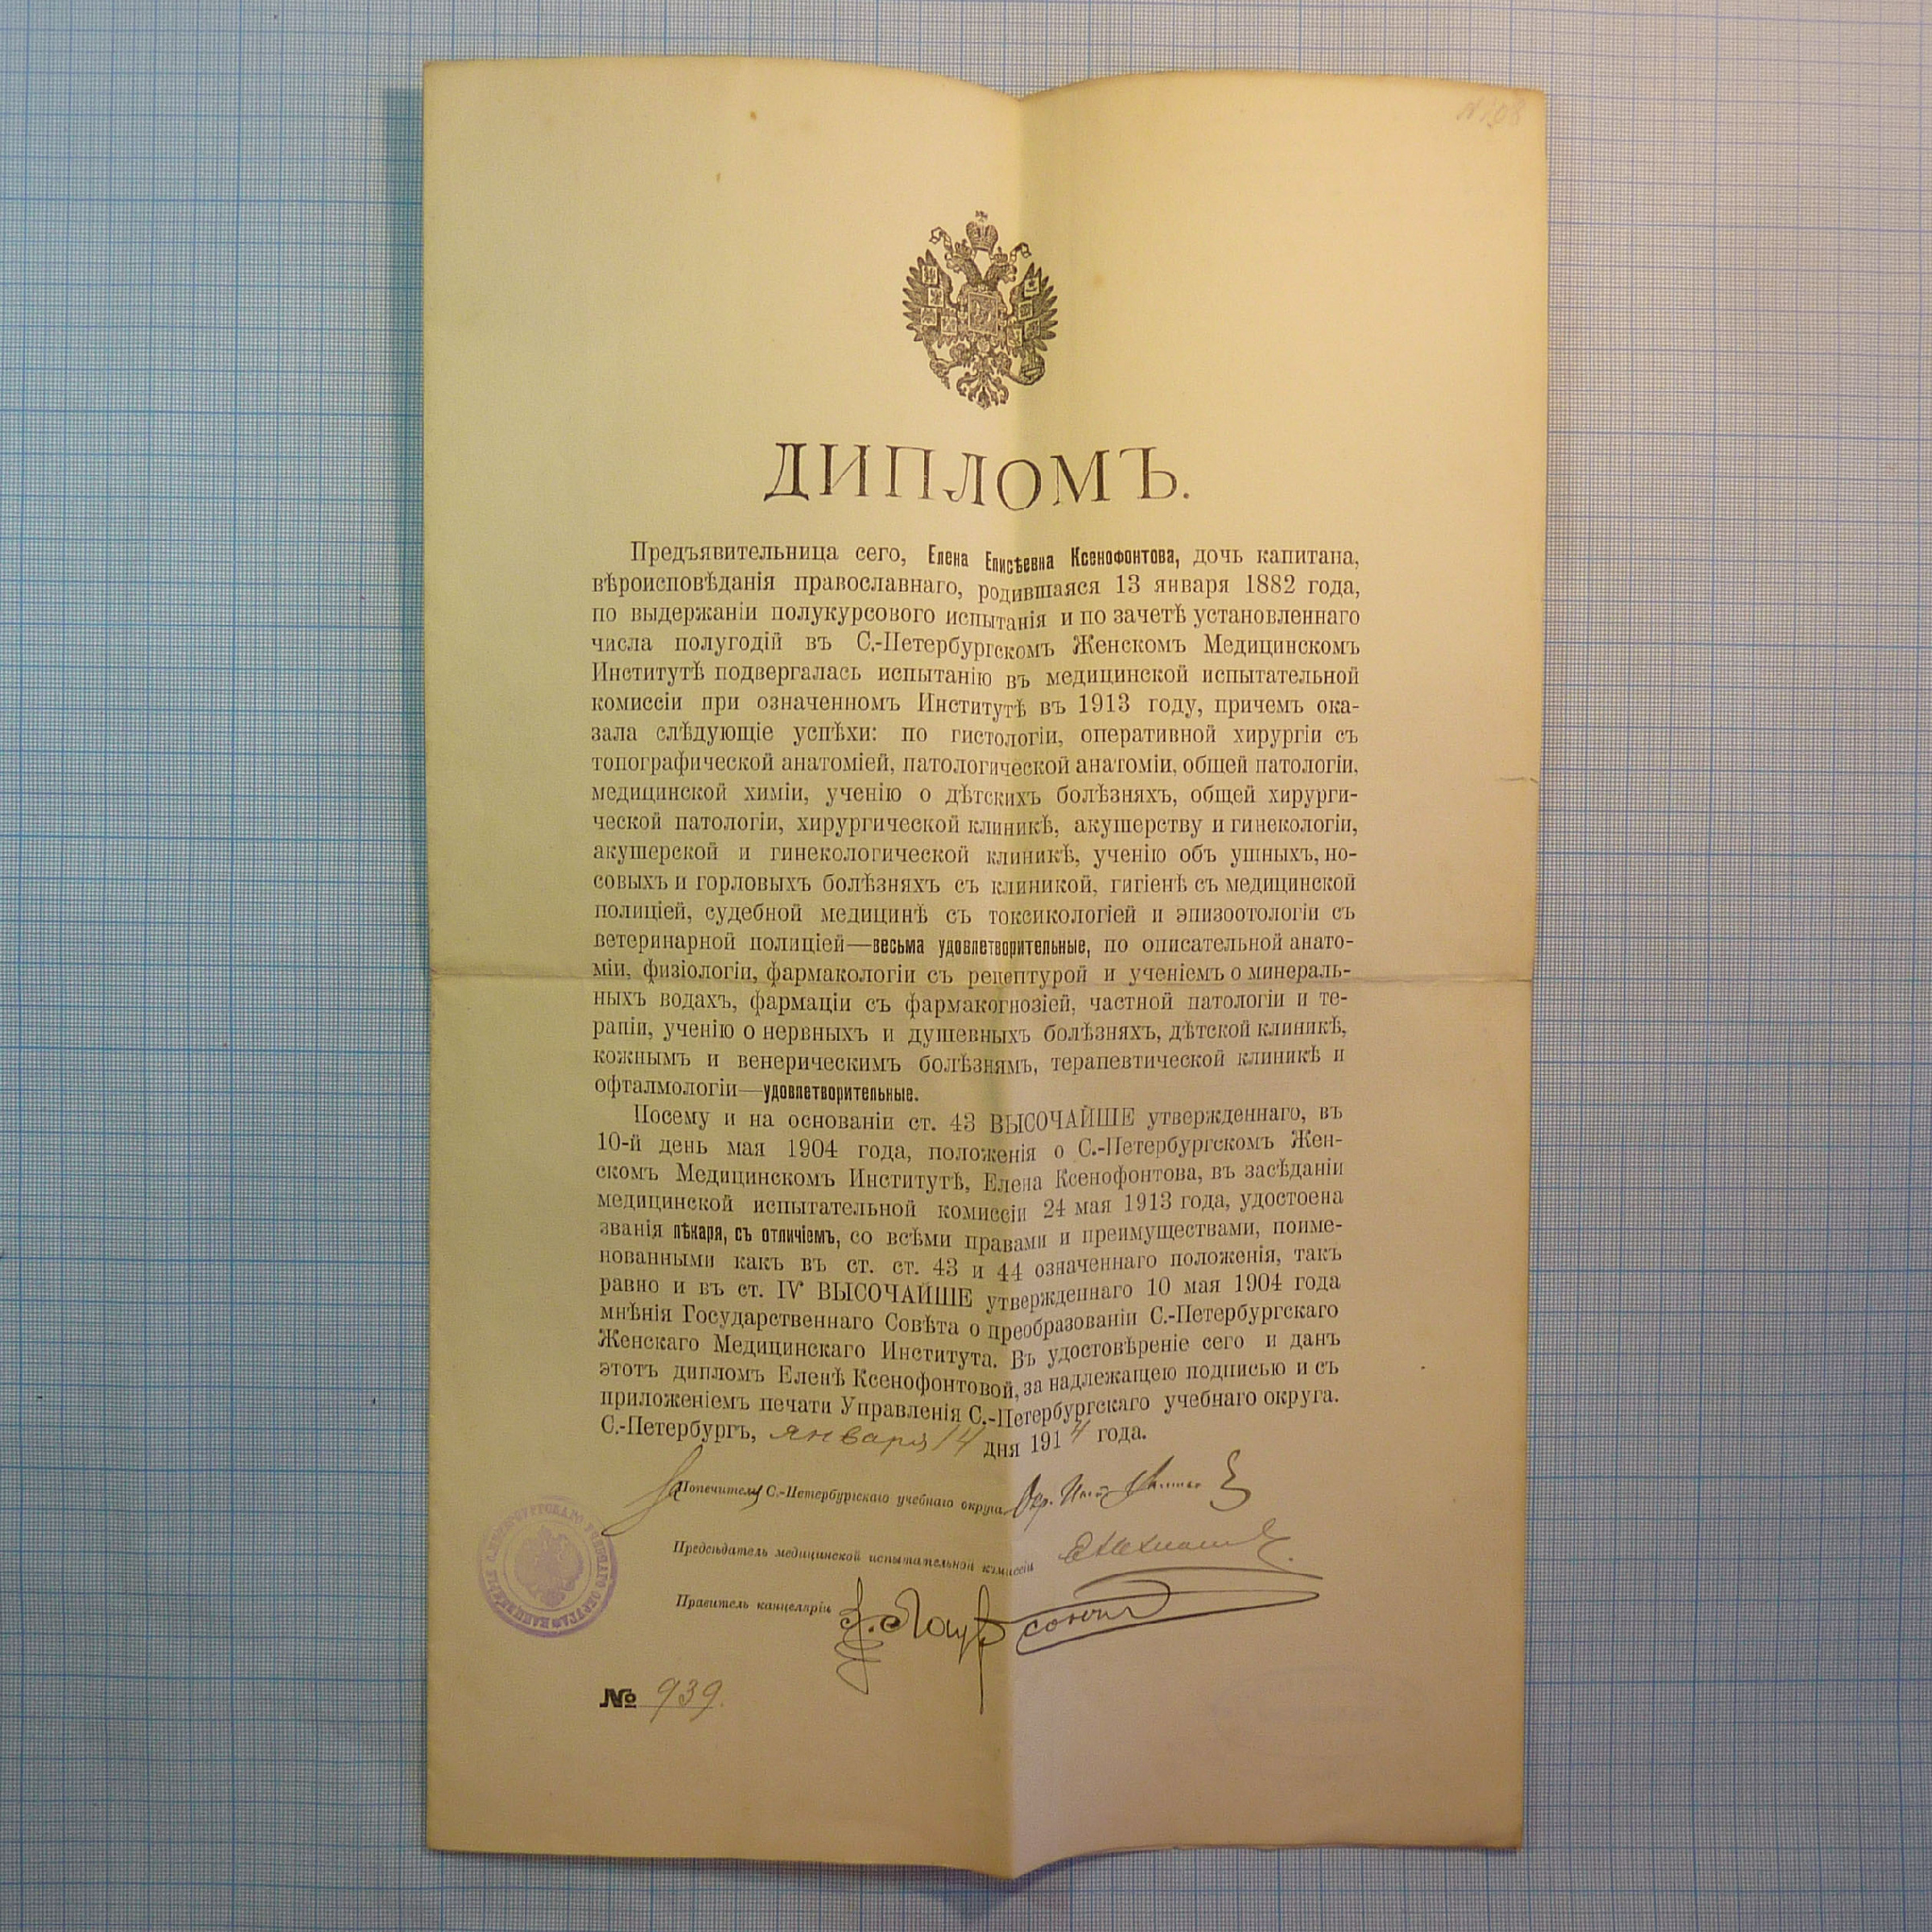 ДИПЛОМЪ.
Предъявительница сего, Елена Елисѣевна Ксенофонтова, дочь капитана,
вѣроисповѣданія православнаго, родившаяся 13 января 1882 года,
по выдержаніи полукурсового испытанія и по зачетѣ установленнаго
числа полугодій въ С.-Петербургскомъ Женскомъ Медицинскомъ
Институтѣ подвергалась испытанію въ медицинской испытательной
комиссіи при означенномъ Институтѣ въ 1913 году, причемъ ока-
зала слѣдующіе успѣхи: по гистологіи, оперативной хирургіи съ
топографической анатоміей, патологической анатоміи, общей патологіи,
медицинской химіи, ученію о дѣтскихъ болѣзняхъ, общей хирурги-
ческой патологіи, хирургической клиникѣ, акушерству и гинекологіи,
акушерской и гинекологической клиникѣ, ученію объ ушныхъ, но-
совыхъ и горловыхъ болѣзняхъ съ клиникой, гигіенѣ съ медицинской
полиціей, судебной медицинѣ съ токсикологіей и эпизоотологіи съ
ветеринарной полиціей—весьма удовлетворительные, по описательной анато-
міи, физіологіи, фармакологіи съ рецептурой и ученіемъ о минераль-
ныхъ водахъ, фармаціи съ фармакогнозіей, частной патологіи и те-
рапіи, ученію о нервныхъ и душевныхъ болѣзняхъ, дѣтской клиникѣ,
кожнымъ и венерическимъ болѣзнямъ, терапевтической клиникѣ и
офталмологіи—удовлетворительные.
Посему и на основаніи ст. 43 ВЫСОЧАЙШЕ утвержденнаго, въ
10-й день мая 1904 года, положенія о С.-Петербургскомъ Жен-
скомъ Медицинскомъ Институтѣ, Елена Ксенофонтова, въ засѣданіи
медицинской испытательной комиссіи 24 мая 1913 года, удостоена
званія лѣкаря, съ отличіемъ, со всѣми правами и преимуществами, поиме-
нованными какъ въ ст. ст. 43 и 44 означеннаго положенія, такъ
равно и въ ст. IV ВЫСОЧАЙШЕ утвержденнаго 10 мая 1904 года
мнѣнія Государственнаго Совѣта о преобразованіи С.-Петербургскаго
Женскаго Медицинскаго Института. Въ удостовѣреніе сего и данъ
этотъ дипломъ Еленѣ Ксенофонтовой, за надлежащею подписью и съ
приложеніемъ печати Управленія С.-Петербургскаго учебнаго округа.
С.-Петербургъ, января 14 дня 1914 года.
Попечитель С.-Петербургскаго учебнаго округа
Предсѣдатель медицинской испытательной комиссіи
Правитель канцеляріи
№ 939.